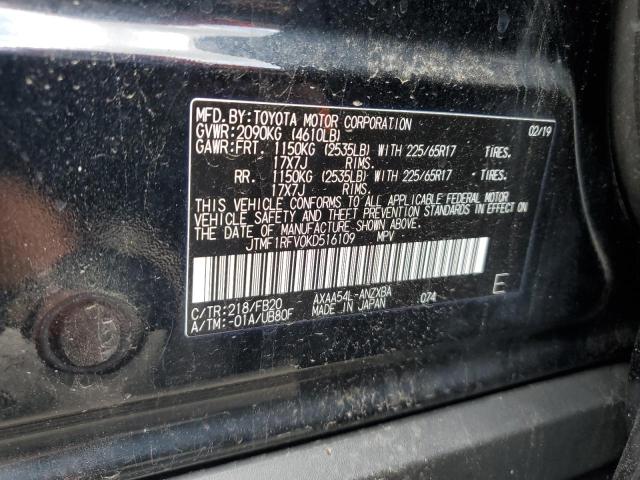 MFD. BY: TOYOTA MOTOR CORPORATION 02/19
GVWR: 2090KG (4610LB)
GAWR: FRT. 1150KG (2535LB) WITH 225/65R17 TIRES.
17X7J RIMS.
RR. 1150KG (2535LB) WITH 225/65R17 TIRES.
17X7J RIMS.
THIS VEHICLE CONFORMS TO ALL APPLICABLE FEDERAL MOTOR
VEHICLE SAFETY AND THEFT PREVENTION STANDARDS IN EFFECT ON
THE DATE OF MANUFACTURE SHOWN ABOVE.
JTMF1RFV0KD516109 MPV
E
C/TR: 218/FB20 AXAA54L-ANZXBA 074
A/TM: -01A/UB80F MADE IN JAPAN